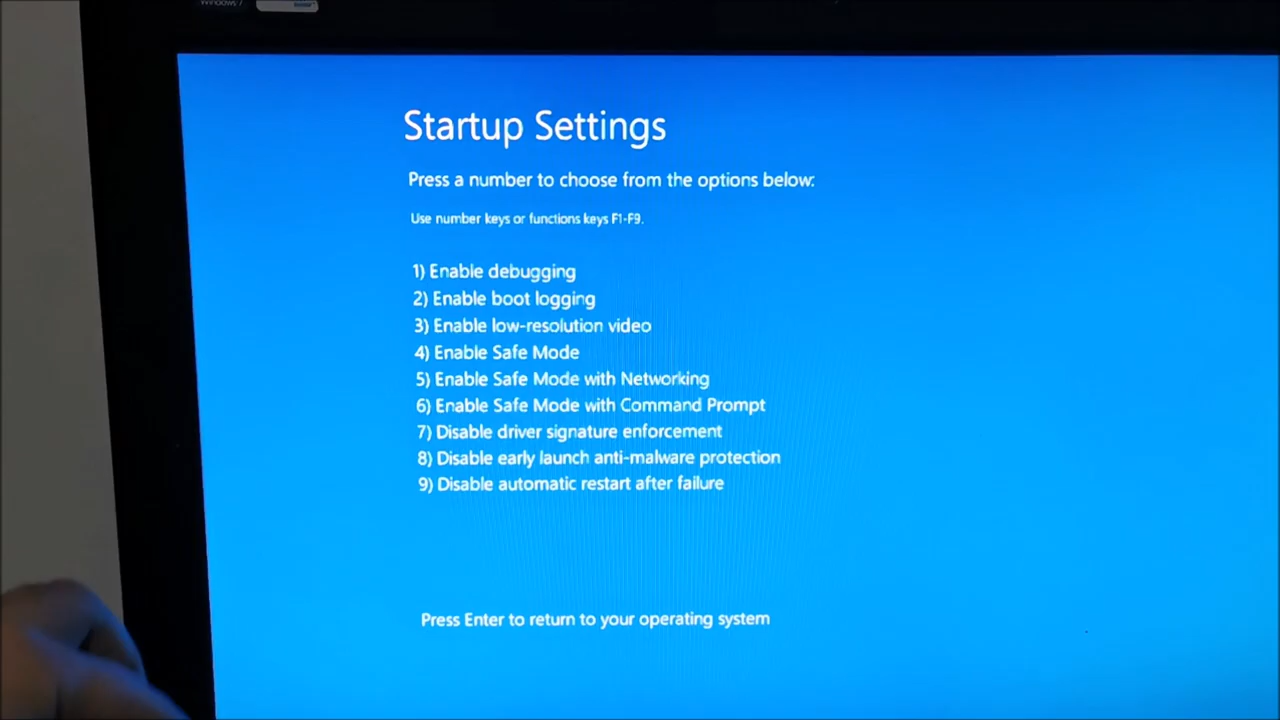 Windows7
Startup Settings
Press a number to choose from the options below:
Use number keys or functions keys F1-F9.
1) Enable debugging
2) Enable boot logging
3) Enable low-resolution video
4) Enable Safe Mode
5) Enable Safe Mode with Networking
6) Enable Safe Mode with Command Prompt
7) Disable driver signature enforcement
8) Disable early launch anti-malware protection
9) Disable automatic restart after failure
Press Enter to return to your operating system